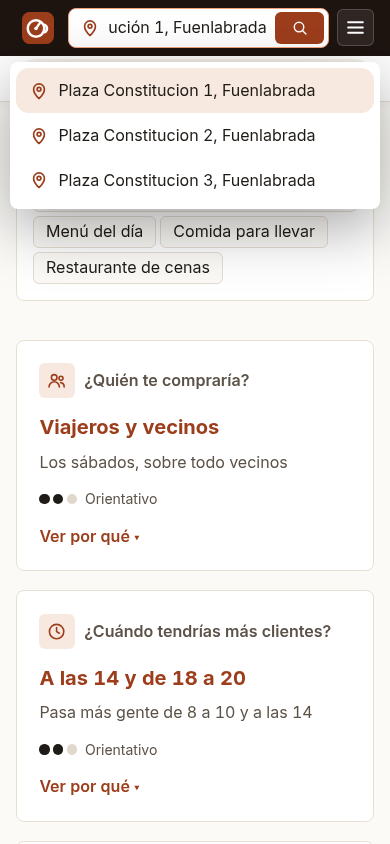 ución 1, Fuenlabrada
Plaza Constitucion 1, Fuenlabrada
Plaza Constitucion 2, Fuenlabrada
Plaza Constitucion 3, Fuenlabrada
Menú del día
Comida para llevar
Restaurante de cenas
¿Quién te compraría?
Viajeros y vecinos
Los sábados, sobre todo vecinos
Orientativo
Ver por qué ▾
¿Cuándo tendrías más clientes?
A las 14 y de 18 a 20
Pasa más gente de 8 a 10 y a las 14
Orientativo
Ver por qué ▾